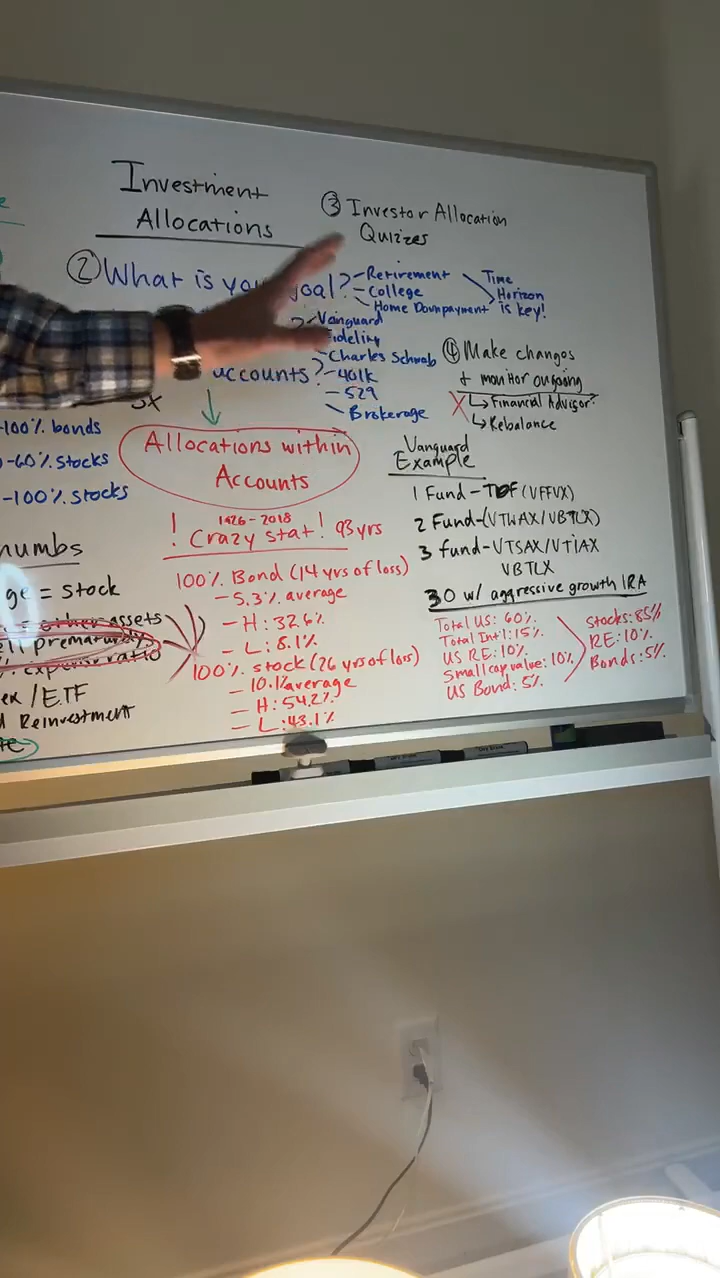 Investment
Allocations
③ Investor Allocation
Quizes
② What is you goal?
- Retirement
- College
- Home Downpayment
Time
Horizon
is key!
- Vanguard
Fidelity
- Charles Schwab
accounts?
- 401k
- 529
- Brokerage
④ Make changes
+ monitor ongoing
X ↳ Financial Advisor?
↳ Rebalance
-100% bonds
-60% stocks
-100% stocks
Allocations within
Accounts
Vanguard
Example
1 Fund - TDF (VFFVX)
2 Fund - (VTWAX/VBTLX)
3 fund - VTSAX/VTIAX
VBTLX
30 w/ aggressive growth IRA
Total US: 60%
Total Int'l: 15%
US RE: 10%
Small cap value: 10%
US Bond: 5%
Stocks: 85%
RE: 10%
Bonds: 5%
1926-2018
! Crazy stat! 93 yrs
100% Bond (14 yrs of loss)
- 5.3% average
- H: 32.6%
- L: 8.1%
100% stock (26 yrs of loss)
- 10.1% average
- H: 54.2%
- L: 43.1%
numbs
ge = stock
other assets
ll prematurely
% expense ratio
ex / ETF
d Reinvestment